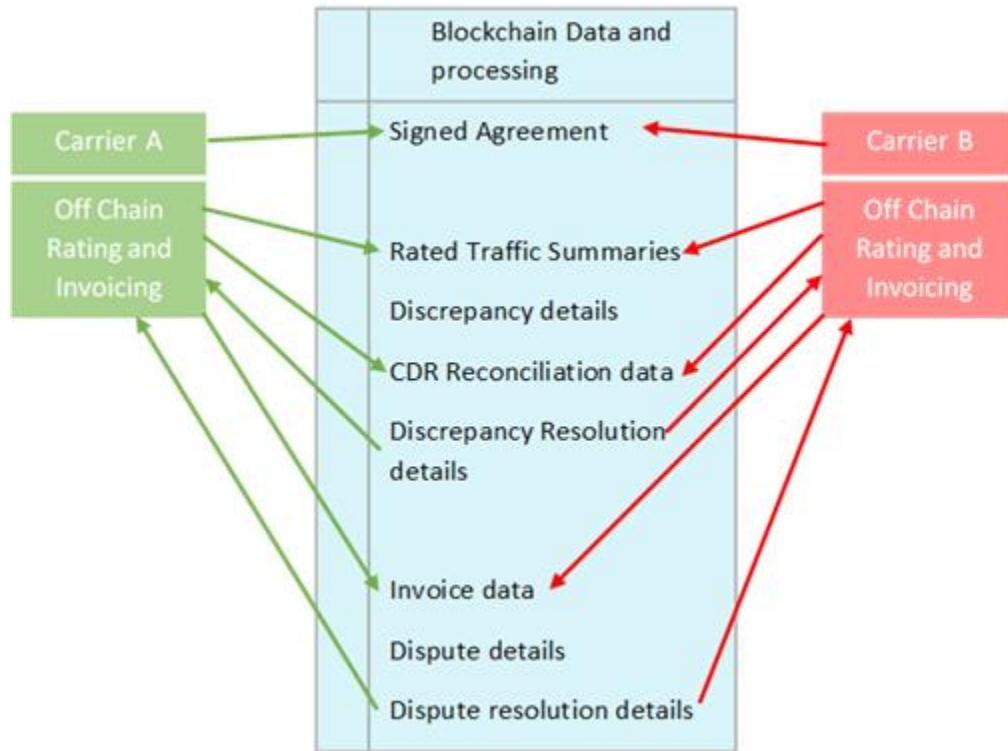 Blockchain Data and
processing
Carrier A
Signed Agreement
Carrier B
Off Chain
Rating and
Invoicing
Rated Traffic Summaries
Discrepancy details
CDR Reconciliation data
Discrepancy Resolution
details
Invoice data
Dispute details
Dispute resolution details
Off Chain
Rating and
Invoicing